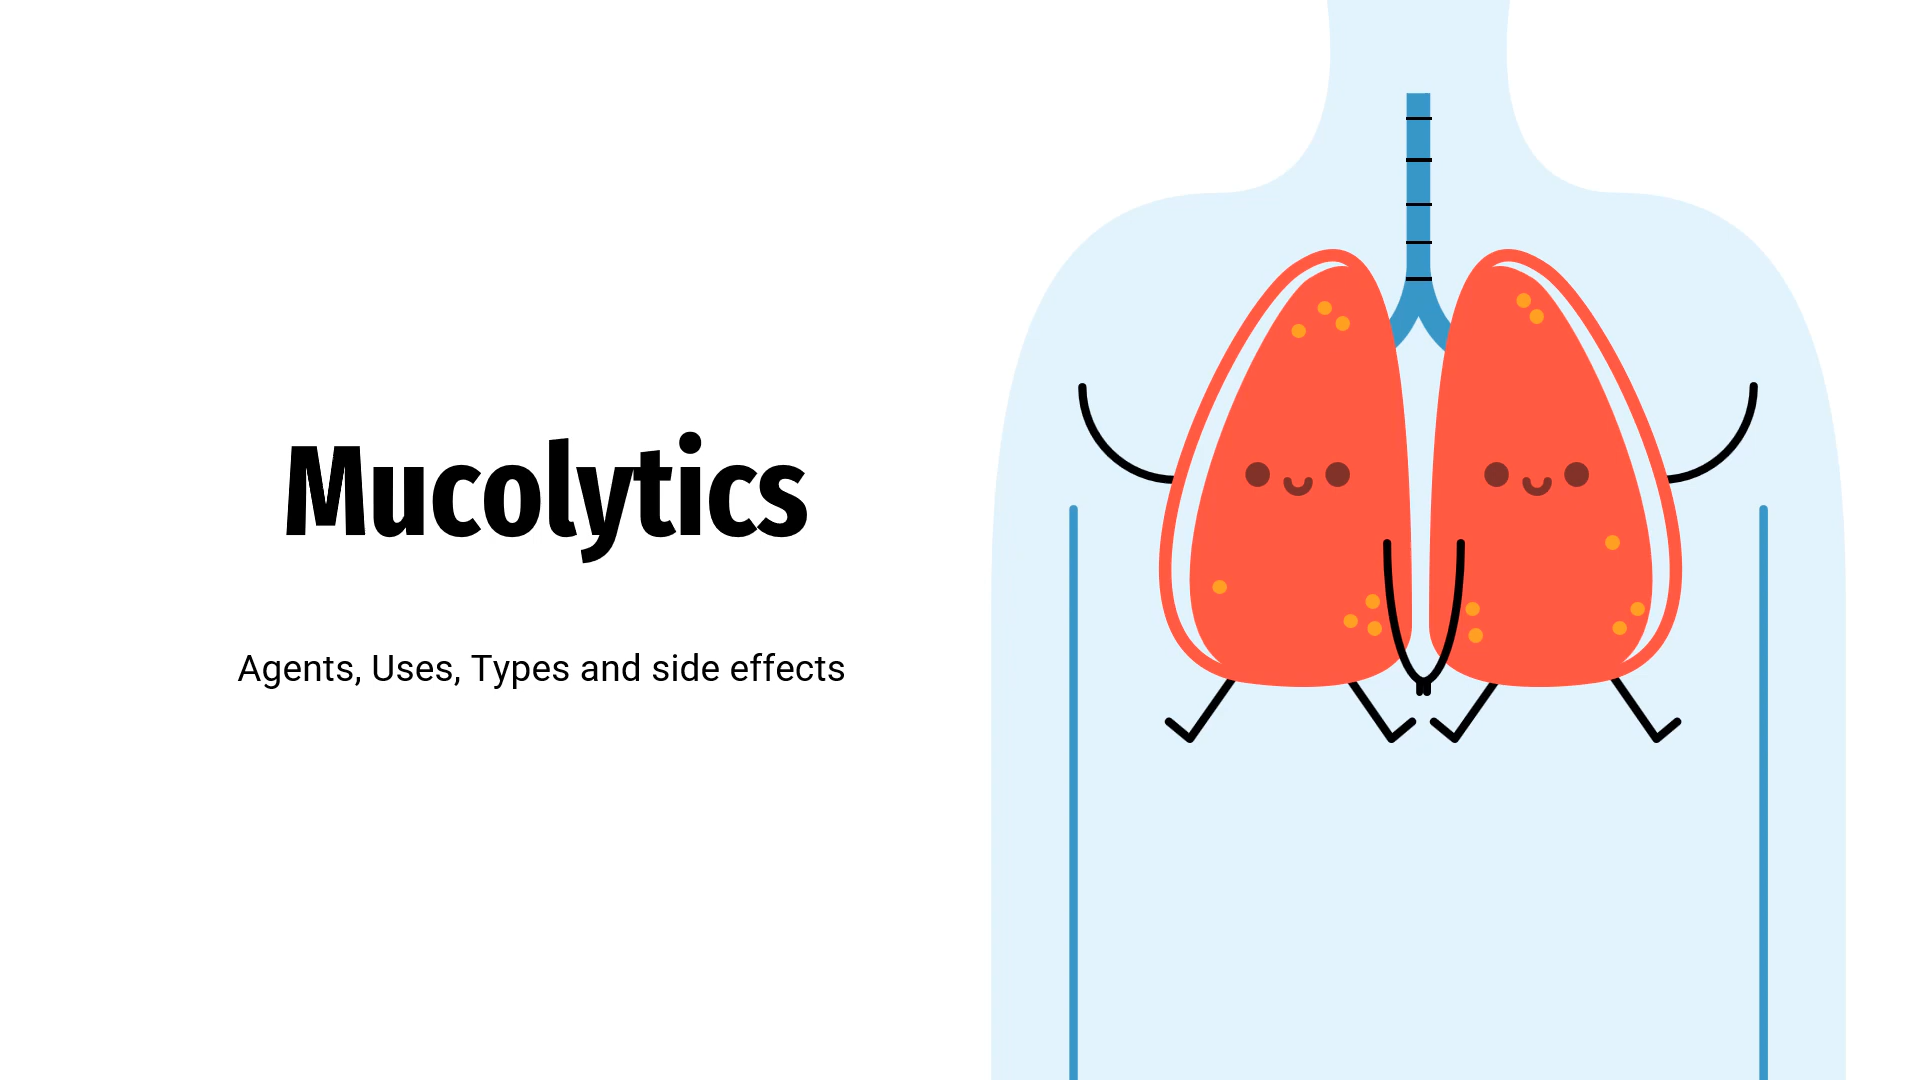 Mucolytics
Agents, Uses, Types and side effects